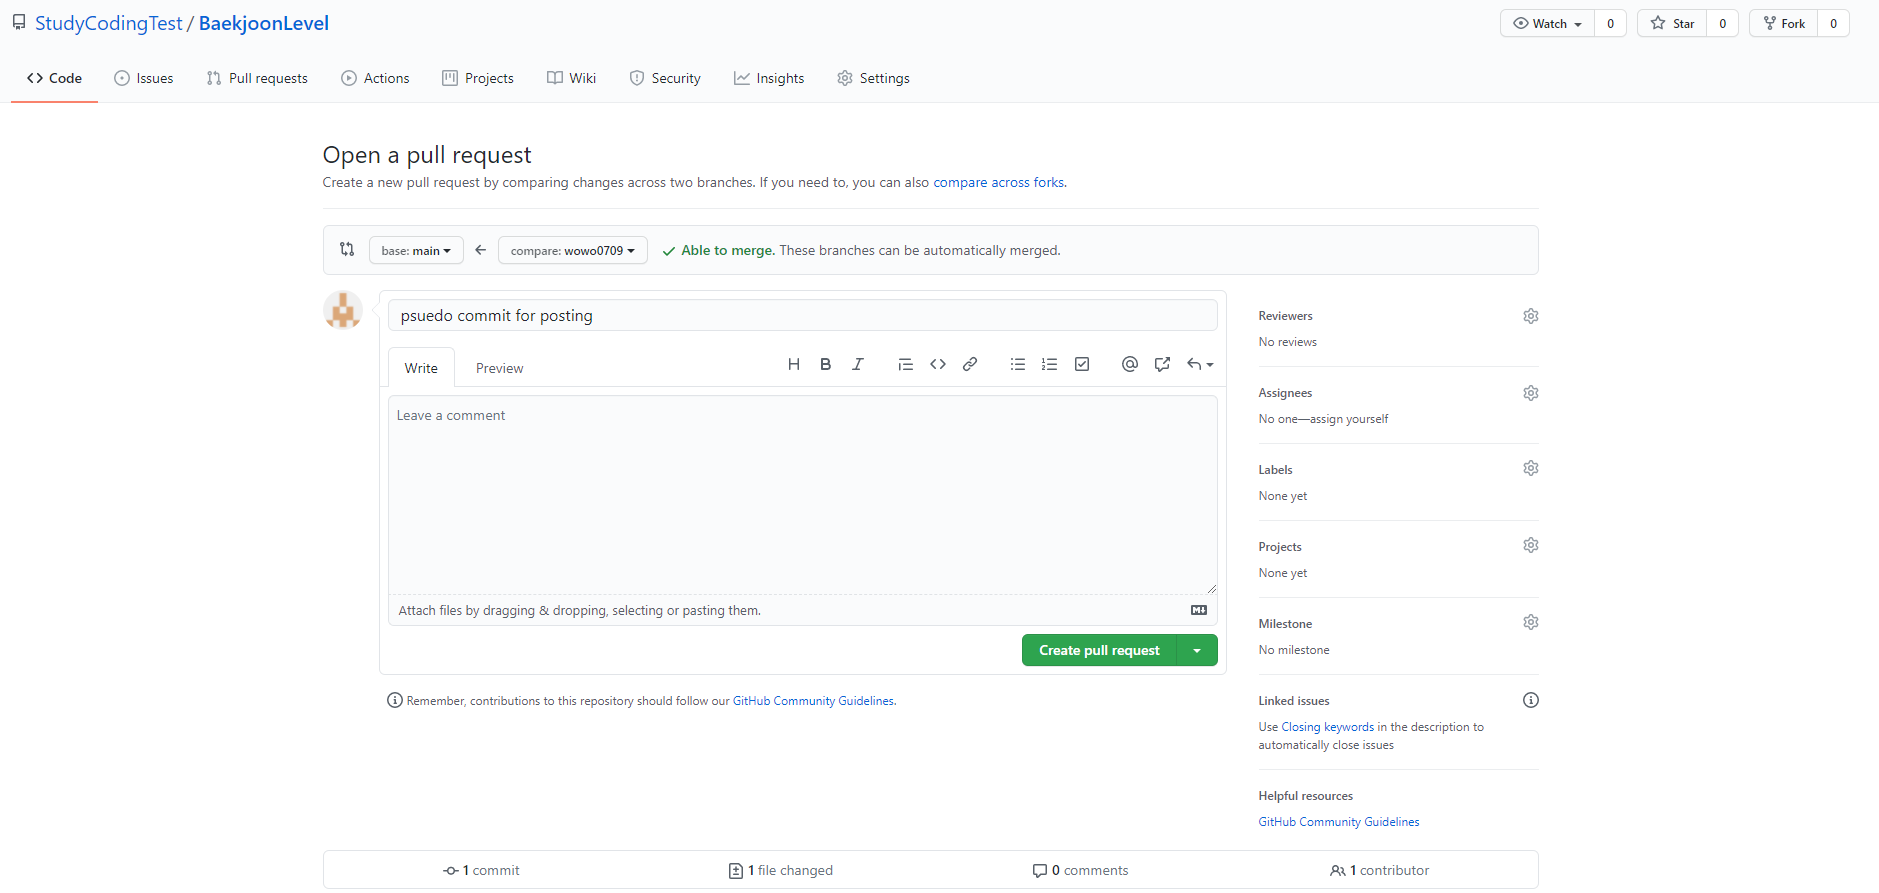 StudyCodingTest / BaekjoonLevel
Watch 0 Star 0 Fork 0
Code Issues Pull requests Actions Projects Wiki Security Insights Settings
Open a pull request
Create a new pull request by comparing changes across two branches. If you need to, you can also compare across forks.
base: main compare: wowo0709 Able to merge. These branches can be automatically merged.
psuedo commit for posting
Write Preview
Leave a comment
Attach files by dragging & dropping, selecting or pasting them.
Create pull request
Remember, contributions to this repository should follow our GitHub Community Guidelines.
Reviewers
No reviews
Assignees
No one—assign yourself
Labels
None yet
Projects
None yet
Milestone
No milestone
Linked issues
Use Closing keywords in the description to
automatically close issues
Helpful resources
GitHub Community Guidelines
1 commit 1 file changed 0 comments 1 contributor